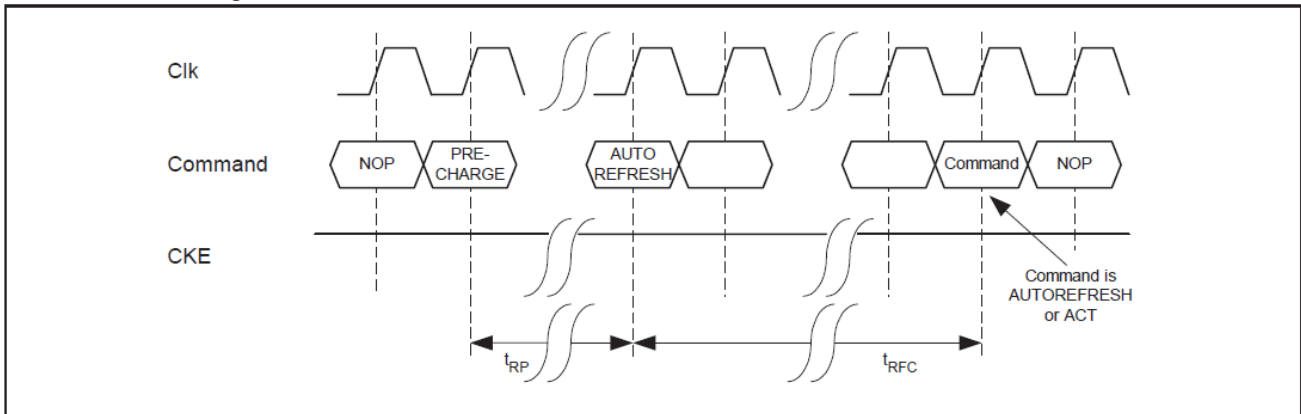 Clk
Command
NOP
PRE-
CHARGE
AUTO
REFRESH
Command
NOP
CKE
Command is
AUTOREFRESH
or ACT
tRP
tRFC